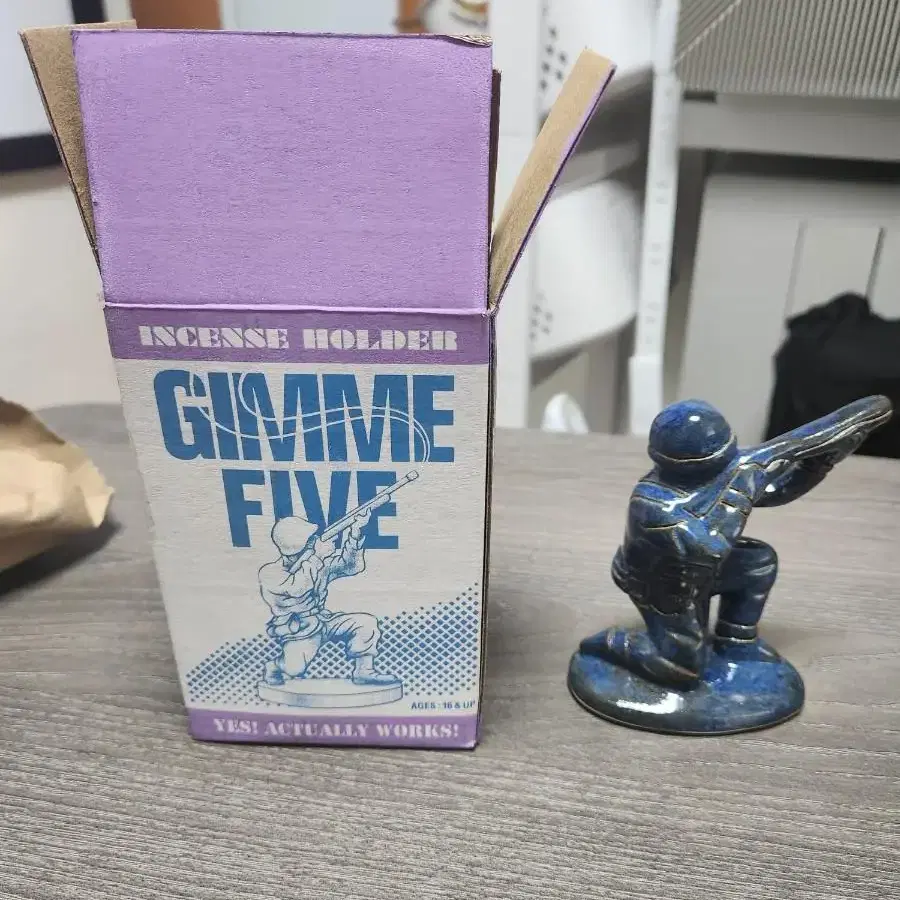 INCENSE HOLDER
GIMME
FIVE
AGES : 16 & UP
YES! ACTUALLY WORKS!